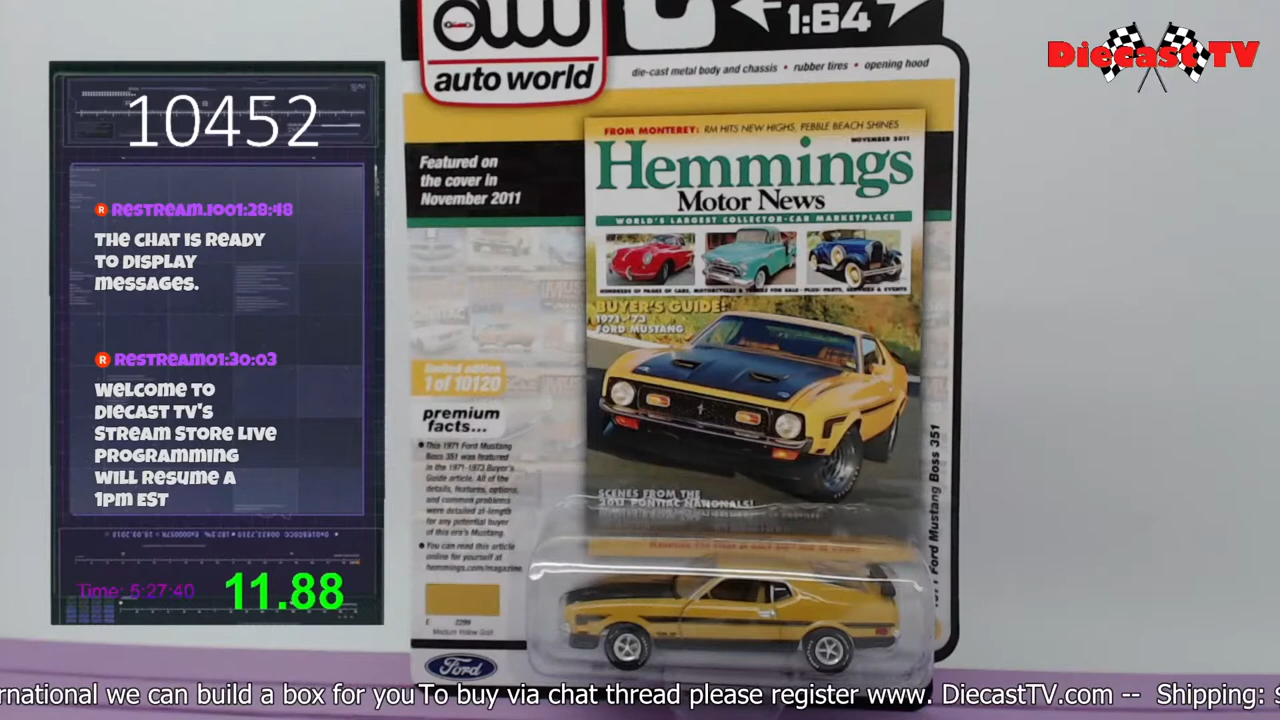 10452
Restream.io01:28:48
The chat is ready
to display
messages.
Restream01:30:03
Welcome to
Diecast TV's
Stream Store Live
Programming
will resume a
1pm EST
Time: 5:27:40
11.88
aw
auto world
1:64
die-cast metal body and chassis • rubber tires • opening hood
Featured on
the cover in
November 2011
FROM MONTEREY: RM HITS NEW HIGHS, PEBBLE BEACH SHINES
NOVEMBER 2011
Hemmings
Motor News
WORLD'S LARGEST COLLECTOR-CAR MARKETPLACE
BUYER'S GUIDE:
1971-'73
FORD MUSTANG
SCENES FROM THE
2011 PONTIAC NATIONALS!
limited edition
1 of 10120
premium
facts...
• This 1971 Ford Mustang
Boss 351 was featured
in the 1971-1973 Buyer's
Guide article. All of the
details, features, options,
and common problems
were detailed at-length
for any potential buyer
of this era's Mustang.
• You can read this article
online for yourself at
hemmings.com/magazine
2299
Medium Yellow Gold
Ford
Ford Mustang Boss 351
Diecast TV
rnational we can build a box for you To buy via chat thread please register www. DiecastTV.com -- Shipping: